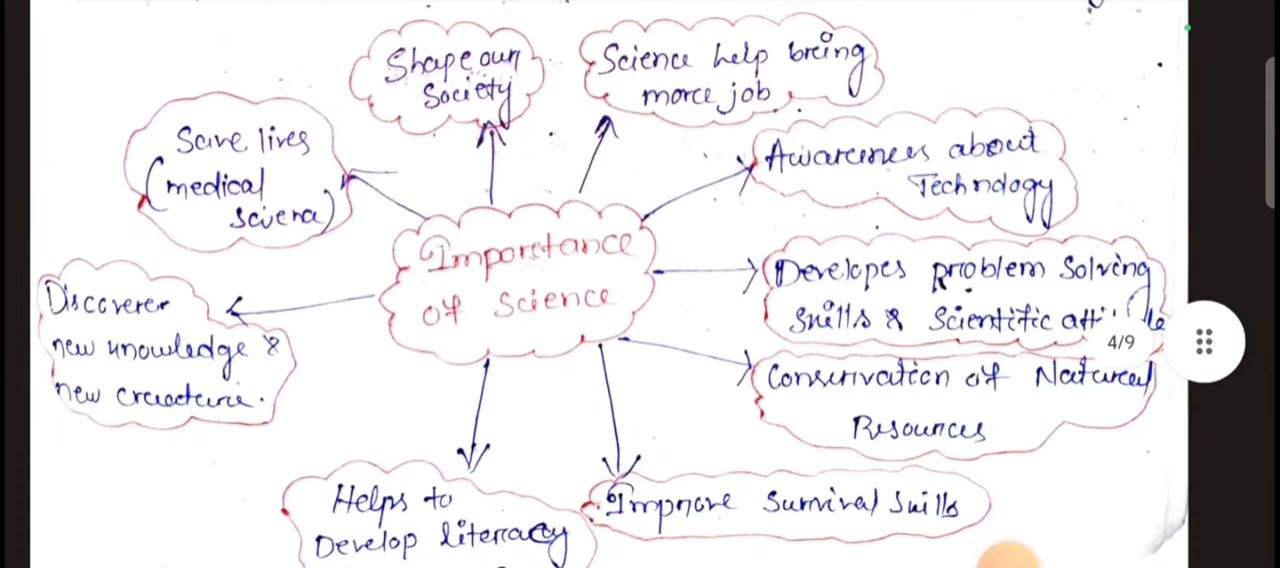 Shape our
Society
Science help bring
more job
Save lives
(medical
Science)
Awareness about
Technology
Importance
of Science
Developes problem Solving
Skills & Scientific
4/9
Discoverer
new knowledge &
new
Conservation of Natural
Resources
Helps to
Develop literacy
Improve Survival Skills